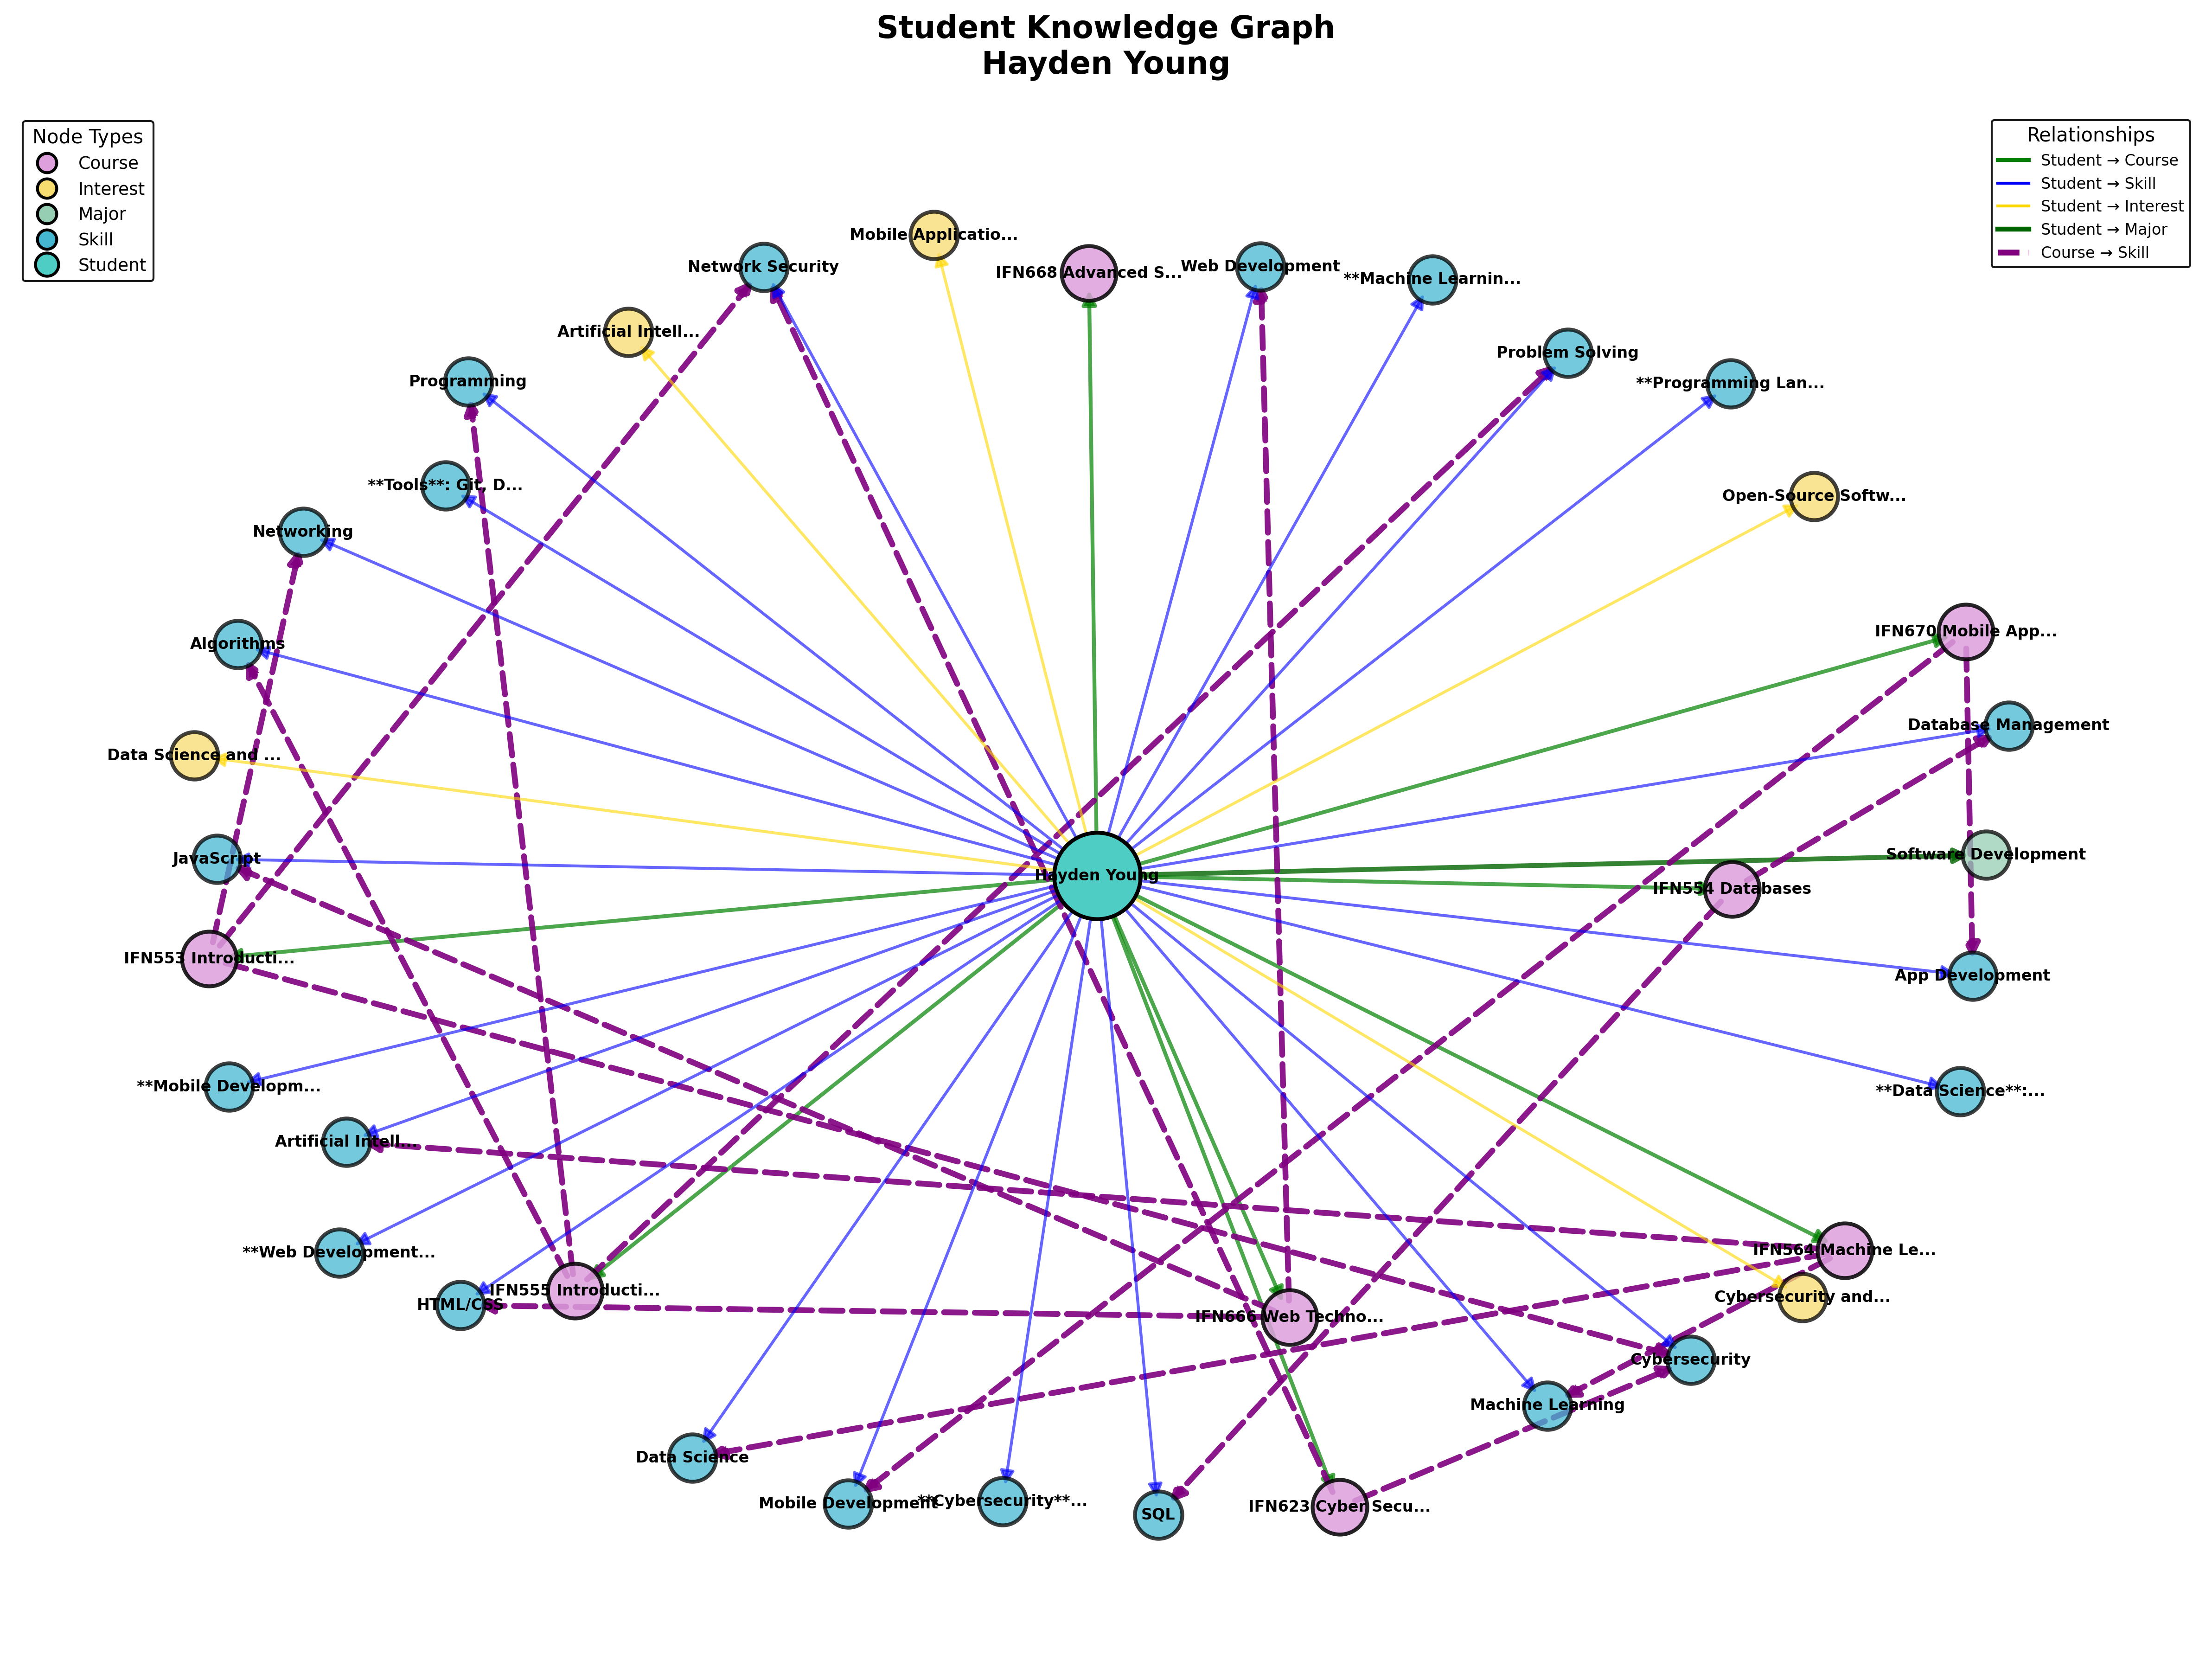 Student Knowledge Graph
Hayden Young
Node Types
Course
Interest
Major
Skill
Student
Relationships
Student → Course
Student → Skill
Student → Interest
Student → Major
Course → Skill
Mobile Applicatio...
Network Security
IFN668 Advanced S...
Web Development
**Machine Learnin...
Artificial Intell...
Problem Solving
Programming
**Programming Lan...
**Tools**: Git, D...
Open-Source Softw...
Networking
IFN670 Mobile App...
Algorithms
Database Management
Data Science and ...
Software Development
JavaScript
Hayden Young
IFN554 Databases
IFN553 Introducti...
App Development
**Mobile Developm...
**Data Science**:...
Artificial Intell...
**Web Development...
IFN564 Machine Le...
IFN555 Introducti...
Cybersecurity and...
HTML/CSS
IFN666 Web Techno...
Cybersecurity
Machine Learning
Data Science
Mobile Development
**Cybersecurity**...
SQL
IFN623 Cyber Secu...